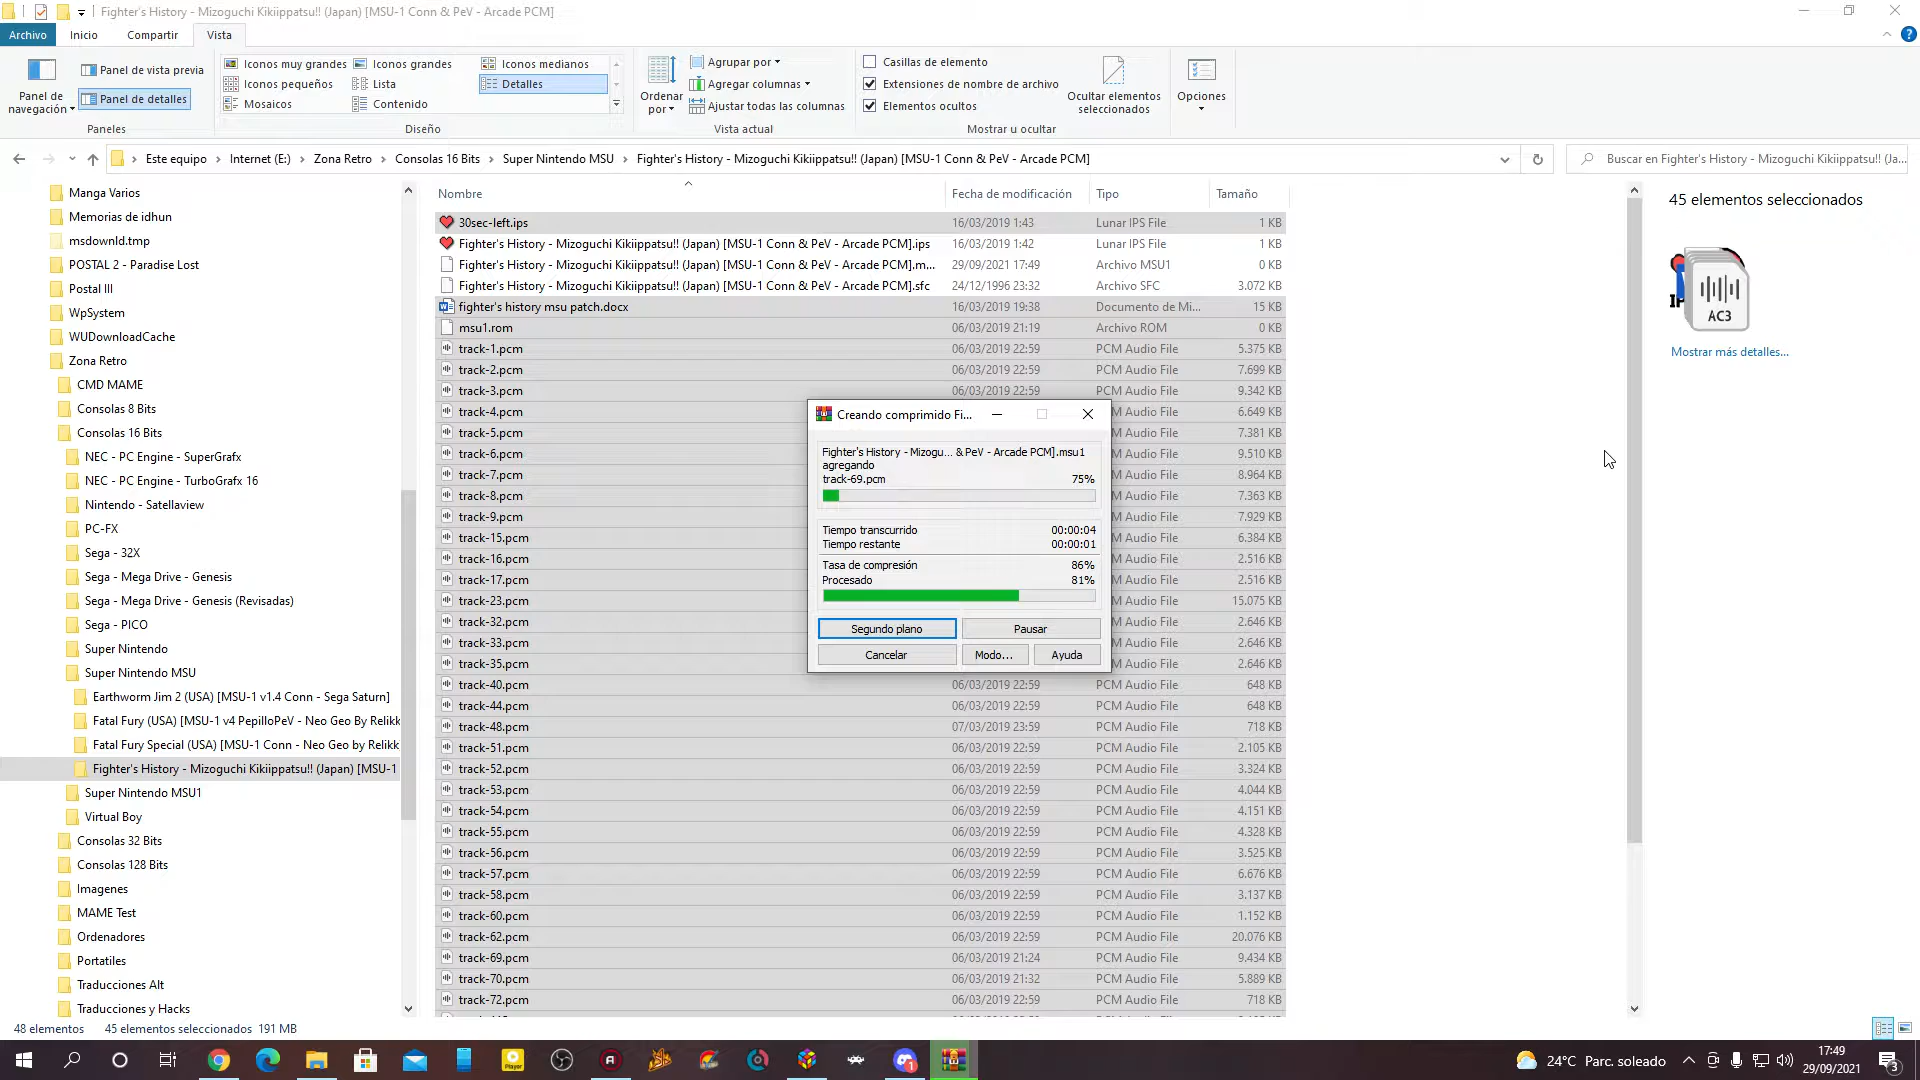 Fighter's History - Mizoguchi Kikiippatsu!! (Japan) [MSU-1 Conn & PeV - Arcade PCM]
Archivo Inicio Compartir Vista
Panel de navegación
Panel de vista previa
Panel de detalles
Paneles
Iconos muy grandes Iconos grandes Iconos medianos
Iconos pequeños Lista Detalles
Mosaicos Contenido
Diseño
Ordenar por
Agrupar por
Agregar columnas
Ajustar todas las columnas
Vista actual
Casillas de elemento
Extensiones de nombre de archivo
Elementos ocultos
Ocultar elementos seleccionados
Mostrar u ocultar
Opciones
Este equipo Internet (E:) Zona Retro Consolas 16 Bits Super Nintendo MSU Fighter's History - Mizoguchi Kikiippatsu!! (Japan) [MSU-1 Conn & PeV - Arcade PCM]
Buscar en Fighter's History - Mizoguchi Kikiippatsu!! (Ja...
Manga Varios
Memorias de idhun
msdownld.tmp
POSTAL 2 - Paradise Lost
Postal III
WpSystem
WUDownloadCache
Zona Retro
CMD MAME
Consolas 8 Bits
Consolas 16 Bits
NEC - PC Engine - SuperGrafx
NEC - PC Engine - TurboGrafx 16
Nintendo - Satellaview
PC-FX
Sega - 32X
Sega - Mega Drive - Genesis
Sega - Mega Drive - Genesis (Revisadas)
Sega - PICO
Super Nintendo
Super Nintendo MSU
Earthworm Jim 2 (USA) [MSU-1 v1.4 Conn - Sega Saturn]
Fatal Fury (USA) [MSU-1 v4 PepilloPeV - Neo Geo By Relikk
Fatal Fury Special (USA) [MSU-1 Conn - Neo Geo by Relikk
Fighter's History - Mizoguchi Kikiippatsu!! (Japan) [MSU-1
Super Nintendo MSU1
Virtual Boy
Consolas 32 Bits
Consolas 128 Bits
Imagenes
MAME Test
Ordenadores
Portatiles
Traducciones Alt
Traducciones y Hacks
Nombre Fecha de modificación Tipo Tamaño
30sec-left.ips 16/03/2019 1:43 Lunar IPS File 1 KB
Fighter's History - Mizoguchi Kikiippatsu!! (Japan) [MSU-1 Conn & PeV - Arcade PCM].ips 16/03/2019 1:42 Lunar IPS File 1 KB
Fighter's History - Mizoguchi Kikiippatsu!! (Japan) [MSU-1 Conn & PeV - Arcade PCM].m... 29/09/2021 17:49 Archivo MSU1 0 KB
Fighter's History - Mizoguchi Kikiippatsu!! (Japan) [MSU-1 Conn & PeV - Arcade PCM].sfc 24/12/1996 23:32 Archivo SFC 3.072 KB
fighter's history msu patch.docx 16/03/2019 19:38 Documento de Mi... 15 KB
msu1.rom 06/03/2019 21:19 Archivo ROM 0 KB
track-1.pcm 06/03/2019 22:59 PCM Audio File 5.375 KB
track-2.pcm 06/03/2019 22:59 PCM Audio File 7.699 KB
track-3.pcm 06/03/2019 22:59 PCM Audio File 9.342 KB
track-4.pcm M Audio File 6.649 KB
track-5.pcm M Audio File 7.381 KB
track-6.pcm M Audio File 9.510 KB
track-7.pcm M Audio File 8.964 KB
track-8.pcm M Audio File 7.363 KB
track-9.pcm M Audio File 7.929 KB
track-15.pcm M Audio File 6.384 KB
track-16.pcm M Audio File 2.516 KB
track-17.pcm M Audio File 2.516 KB
track-23.pcm M Audio File 15.075 KB
track-32.pcm M Audio File 2.646 KB
track-33.pcm M Audio File 2.646 KB
track-35.pcm M Audio File 2.646 KB
track-40.pcm 06/03/2019 22:59 PCM Audio File 648 KB
track-44.pcm 06/03/2019 22:59 PCM Audio File 648 KB
track-48.pcm 07/03/2019 23:59 PCM Audio File 718 KB
track-51.pcm 06/03/2019 22:59 PCM Audio File 2.105 KB
track-52.pcm 06/03/2019 22:59 PCM Audio File 3.324 KB
track-53.pcm 06/03/2019 22:59 PCM Audio File 4.044 KB
track-54.pcm 06/03/2019 22:59 PCM Audio File 4.151 KB
track-55.pcm 06/03/2019 22:59 PCM Audio File 4.328 KB
track-56.pcm 06/03/2019 22:59 PCM Audio File 3.525 KB
track-57.pcm 06/03/2019 22:59 PCM Audio File 6.676 KB
track-58.pcm 06/03/2019 22:59 PCM Audio File 3.137 KB
track-60.pcm 06/03/2019 22:59 PCM Audio File 1.152 KB
track-62.pcm 06/03/2019 22:59 PCM Audio File 20.076 KB
track-69.pcm 06/03/2019 21:24 PCM Audio File 9.434 KB
track-70.pcm 06/03/2019 21:32 PCM Audio File 5.889 KB
track-72.pcm 06/03/2019 22:59 PCM Audio File 718 KB
Creando comprimido Fi...
Fighter's History - Mizogu... & PeV - Arcade PCM].msu1
agregando
track-69.pcm 75%
Tiempo transcurrido 00:00:04
Tiempo restante 00:00:01
Tasa de compresión 86%
Procesado 81%
Segundo plano Pausar
Cancelar Modo... Ayuda
45 elementos seleccionados
AC3
Mostrar más detalles...
48 elementos 45 elementos seleccionados 191 MB
Player
24°C Parc. soleado
17:49
29/09/2021
3